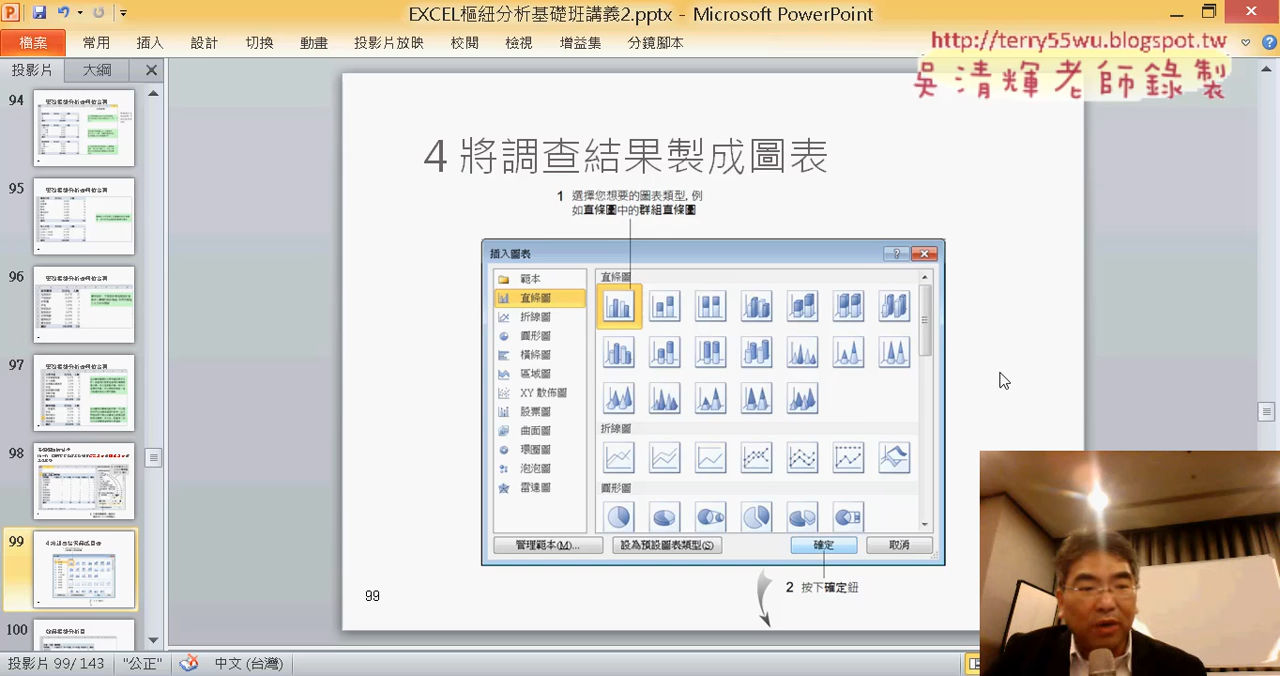 EXCEL樞紐分析基礎班講義2.pptx - Microsoft PowerPoint
檔案 常用 插入 設計 切換 動畫 投影片放映 校閱 檢視 增益集 分鏡腳本
http://terry55wu.blogspot.tw
吳清輝老師錄製
投影片 大綱
94
95
96
97
98
99
100
4 將調查結果製成圖表
1 選擇您想要的圖表類型, 例
如直條圖中的群組直條圖
插入圖表
範本
直條圖
折線圖
圓形圖
橫條圖
區域圖
XY 散佈圖
股票圖
曲面圖
環圈圖
泡泡圖
雷達圖
直條圖
折線圖
圓形圖
管理範本(M)... 設為預設圖表類型(S) 確定 取消
2 按下確定鈕
99
投影片 99/ 143 "公正" 中文 (台灣)